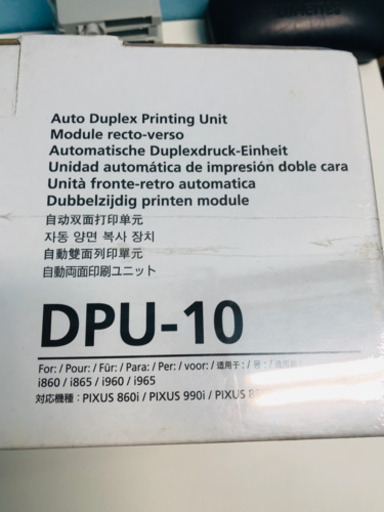 Auto Duplex Printing Unit
Module recto-verso
Automatische Duplexdruck-Einheit
Unidad automática de impresión doble cara
Unità fronte-retro automatica
Dubbelzijdig printen module
自动双面打印单元
자동 양면 복사 장치
自動雙面列印單元
自動両面印刷ユニット
DPU-10
For: / Pour: / Für: / Para: / Per: / voor: / 适用于: /
i860 / i865 / i960 / i965
対応機種：PIXUS 860i / PIXUS 990i / PIXUS